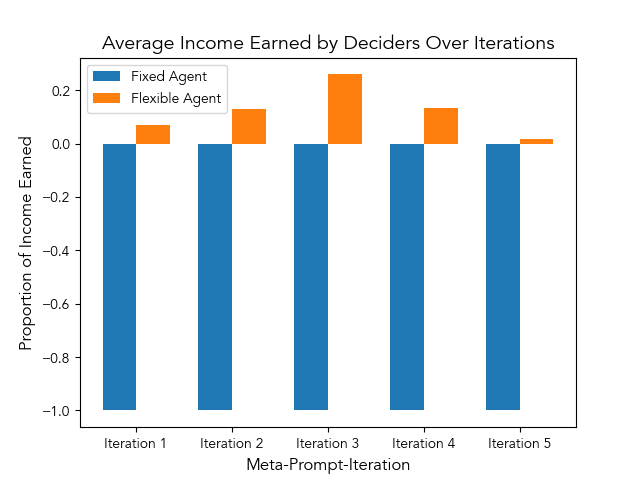 Average Income Earned by Deciders Over Iterations
Fixed Agent
Flexible Agent
Proportion of Income Earned
0.2
0.0
−0.2
−0.4
−0.6
−0.8
−1.0
Iteration 1
Iteration 2
Iteration 3
Iteration 4
Iteration 5
Meta-Prompt-Iteration